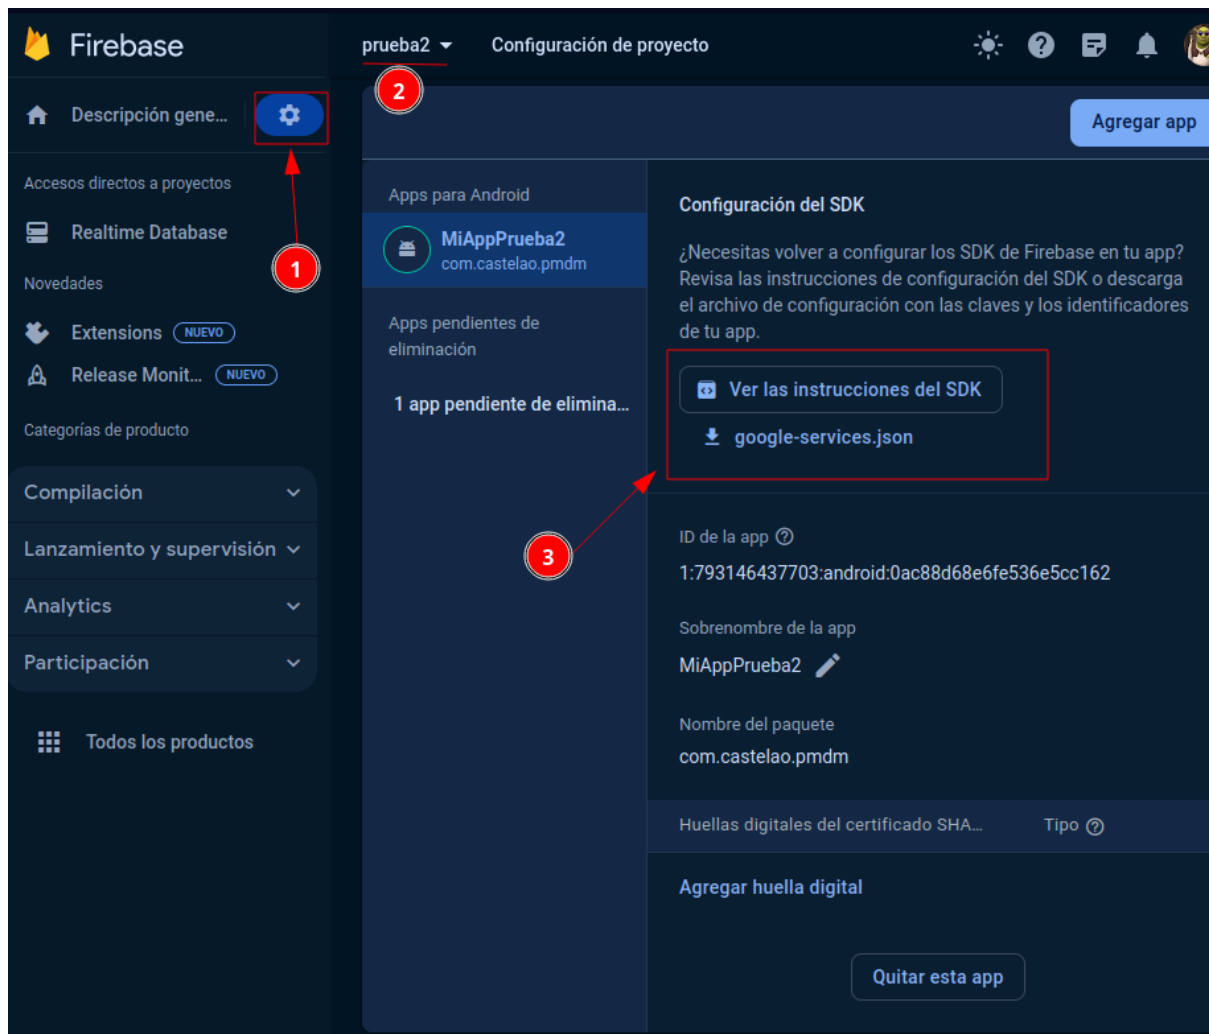 Firebase
prueba2
Configuración de proyecto
2
Descripción gene...
Agregar app
Accesos directos a proyectos
Realtime Database
1
Novedades
Extensions NUEVO
Release Monit... NUEVO
Categorías de producto
Compilación
Lanzamiento y supervisión
Analytics
Participación
Todos los productos
Apps para Android
MiAppPrueba2
com.castelao.pmdm
Apps pendientes de
eliminación
1 app pendiente de elimina...
Configuración del SDK
¿Necesitas volver a configurar los SDK de Firebase en tu app?
Revisa las instrucciones de configuración del SDK o descarga
el archivo de configuración con las claves y los identificadores
de tu app.
Ver las instrucciones del SDK
google-services.json
3
ID de la app
1:793146437703:android:0ac88d68e6fe536e5cc162
Sobrenombre de la app
MiAppPrueba2
Nombre del paquete
com.castelao.pmdm
Huellas digitales del certificado SHA...
Tipo
Agregar huella digital
Quitar esta app